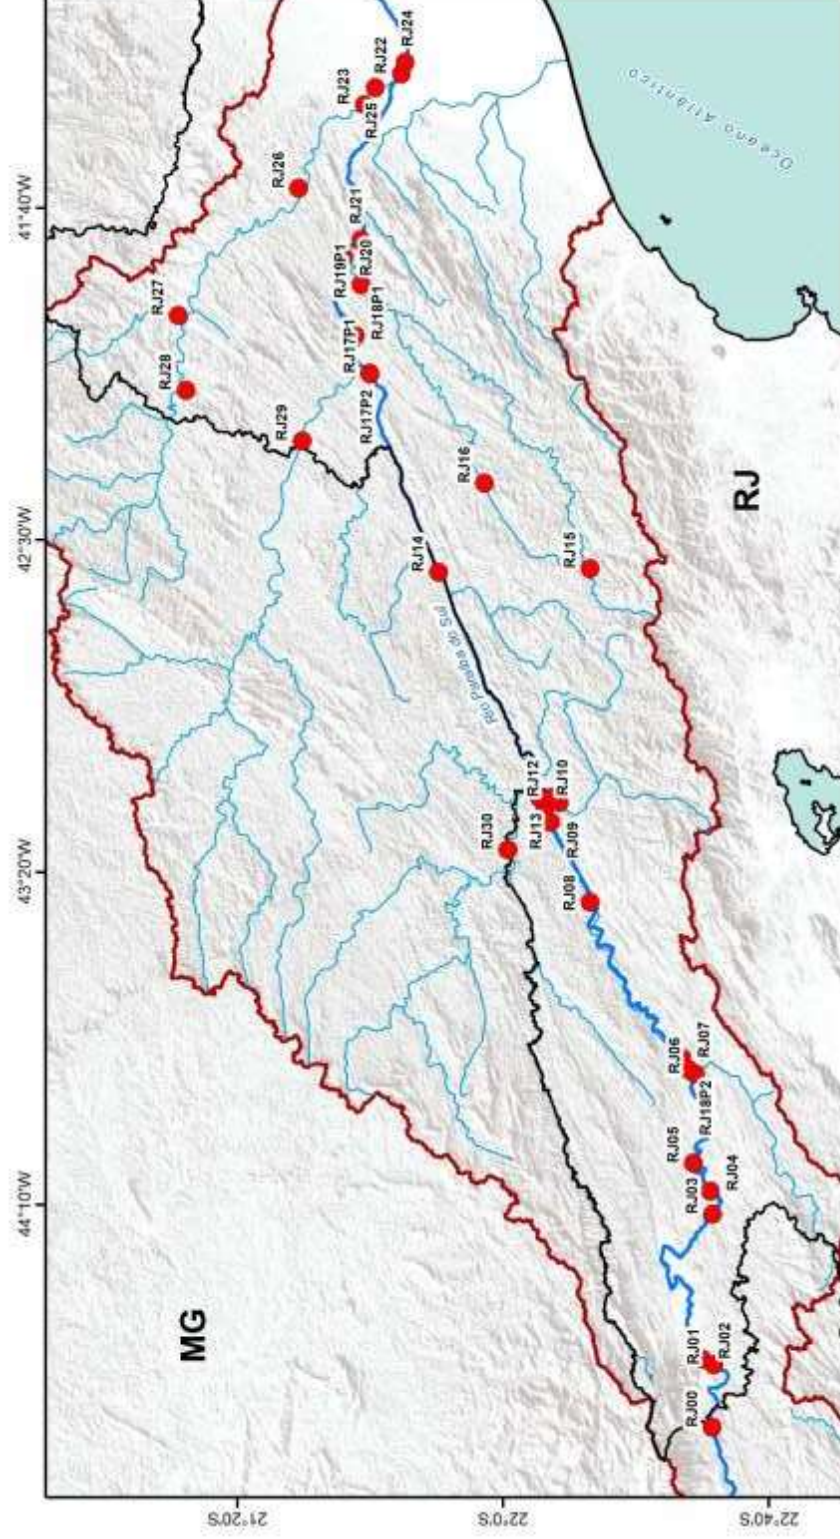 44°10'W
43°20'W
42°30'W
41°40'W
21°20'S
22°0'S
22°40'S
MG
RJ
Oceano Atlântico
Rio Paraíba do Sul
RJ00
RJ01
RJ02
RJ03
RJ04
RJ05
RJ18P2
RJ06
RJ07
RJ08
RJ09
RJ30
RJ13
RJ12
RJ10
RJ14
RJ15
RJ16
RJ29
RJ28
RJ27
RJ17P2
RJ17P1
RJ18P1
RJ19P1
RJ20
RJ21
RJ26
RJ25
RJ23
RJ22
RJ24